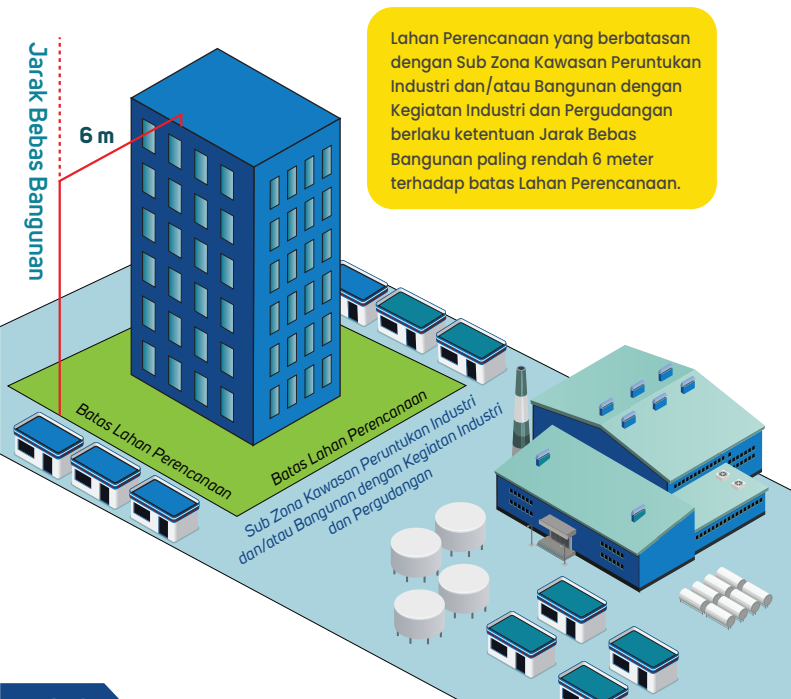 Lahan Perencanaan yang berbatasan
dengan Sub Zona Kawasan Peruntukan
Industri dan/atau Bangunan dengan
Kegiatan Industri dan Pergudangan
berlaku ketentuan Jarak Bebas
Bangunan paling rendah 6 meter
terhadap batas Lahan Perencanaan.
Jarak Bebas Bangunan
6 m
Batas Lahan Perencanaan
Batas Lahan Perencanaan
Sub Zona Kawasan Peruntukan Industri
dan/atau Bangunan dengan Kegiatan Industri
dan Pergudangan